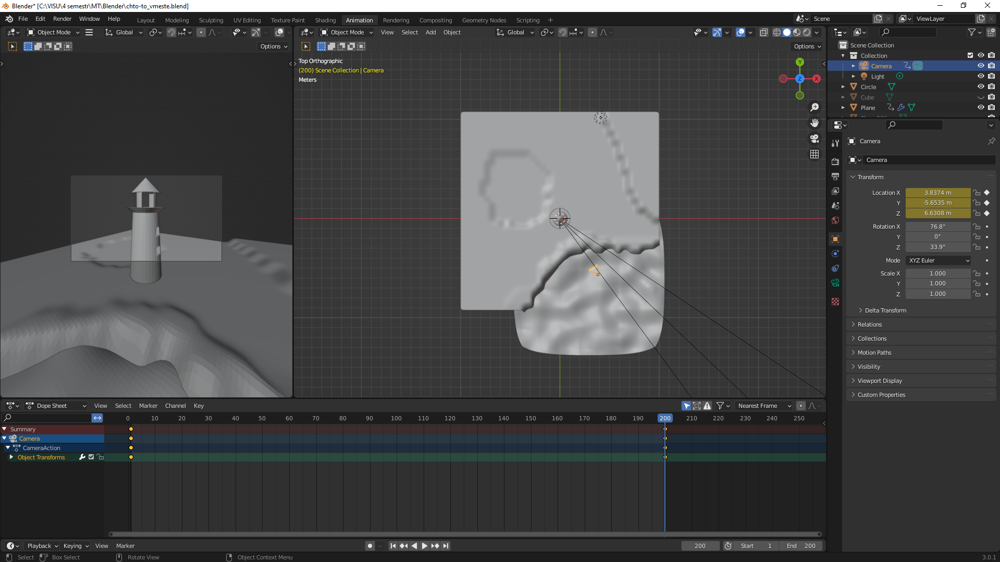 Blender* [C:\VISU\4 semestr\MT\Blender\chto-to_vmeste.blend]
File Edit Render Window Help Layout Modeling Sculpting UV Editing Texture Paint Shading Animation Rendering Compositing Geometry Nodes Scripting + Scene ViewLayer
Object Mode Global
Options
Object Mode View Select Add Object Global
Options
Top Orthographic
(200) Scene Collection | Camera
Meters
Y
Z
X
Scene Collection
Collection
Camera
Light
Circle
Cube
Plane
Camera
Camera
Transform
Location X 3.8374 m
Y -5.6535 m
Z 6.6308 m
Rotation X 76.8°
Y 0°
Z 33.9°
Mode XYZ Euler
Scale X 1.000
Y 1.000
Z 1.000
Delta Transform
Relations
Collections
Motion Paths
Visibility
Viewport Display
Custom Properties
Dope Sheet View Select Marker Channel Key Nearest Frame
0 10 20 30 40 50 60 70 80 90 100 110 120 130 140 150 160 170 180 190 200 210 220 230 240 250
Summary
Camera
CameraAction
Object Transforms
Playback Keying View Marker 200 Start 1 End 200
Select Box Select Rotate View Object Context Menu 3.0.1